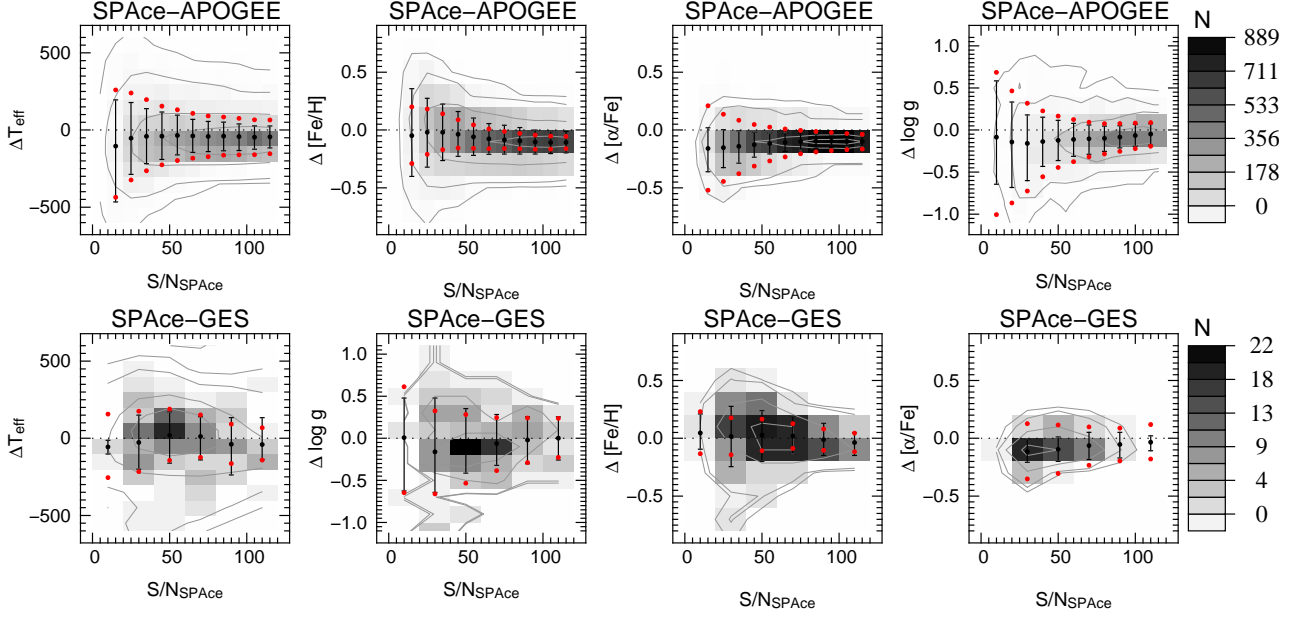 SPAce−APOGEE SPAce−APOGEE SPAce−APOGEE SPAce−APOGEE N
Δ Teff
500
0
−500
0 50 100
S/NSPAce
Δ [Fe/H]
0.5
0.0
−0.5
0 50 100
S/NSPAce
Δ [α/Fe]
0.5
0.0
−0.5
0 50 100
S/NSPAce
Δ log g
1.0
0.5
0.0
−0.5
−1.0
0 50 100
S/NSPAce
889
711
533
356
178
0
SPAce−GES SPAce−GES SPAce−GES SPAce−GES N
Δ Teff
500
0
−500
0 50 100
S/NSPAce
Δ log g
1.0
0.5
0.0
−0.5
−1.0
0 50 100
S/NSPAce
Δ [Fe/H]
0.5
0.0
−0.5
0 50 100
S/NSPAce
Δ [α/Fe]
0.5
0.0
−0.5
0 50 100
S/NSPAce
22
18
13
9
4
0